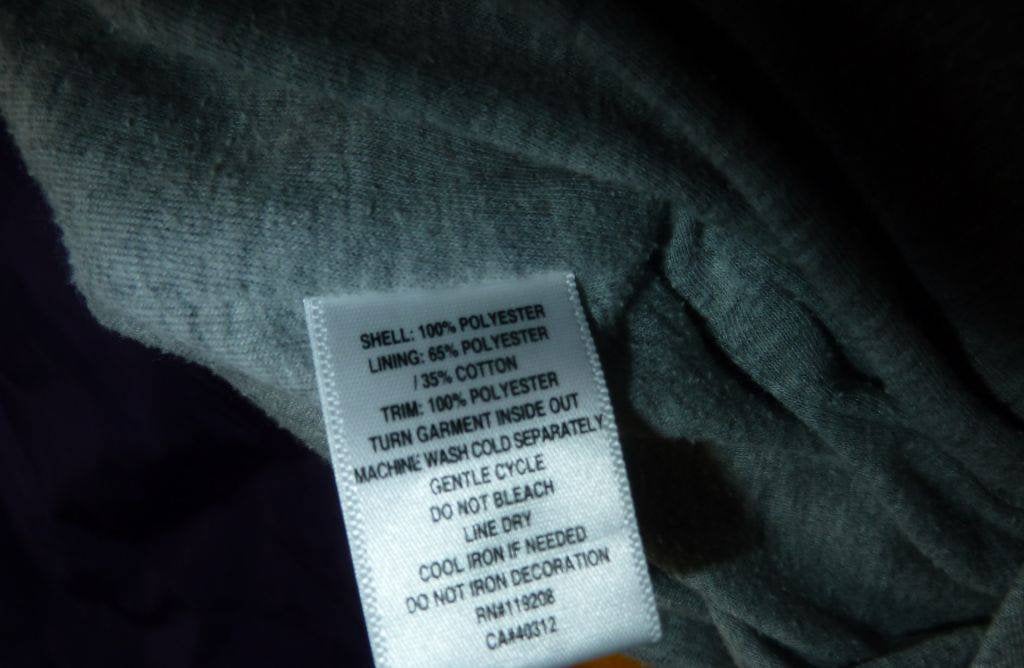 SHELL: 100% POLYESTER
LINING: 65% POLYESTER
/ 35% COTTON
TRIM: 100% POLYESTER
TURN GARMENT INSIDE OUT
MACHINE WASH COLD SEPARATELY
GENTLE CYCLE
DO NOT BLEACH
LINE DRY
COOL IRON IF NEEDED
DO NOT IRON DECORATION
RN#119208
CA#40312